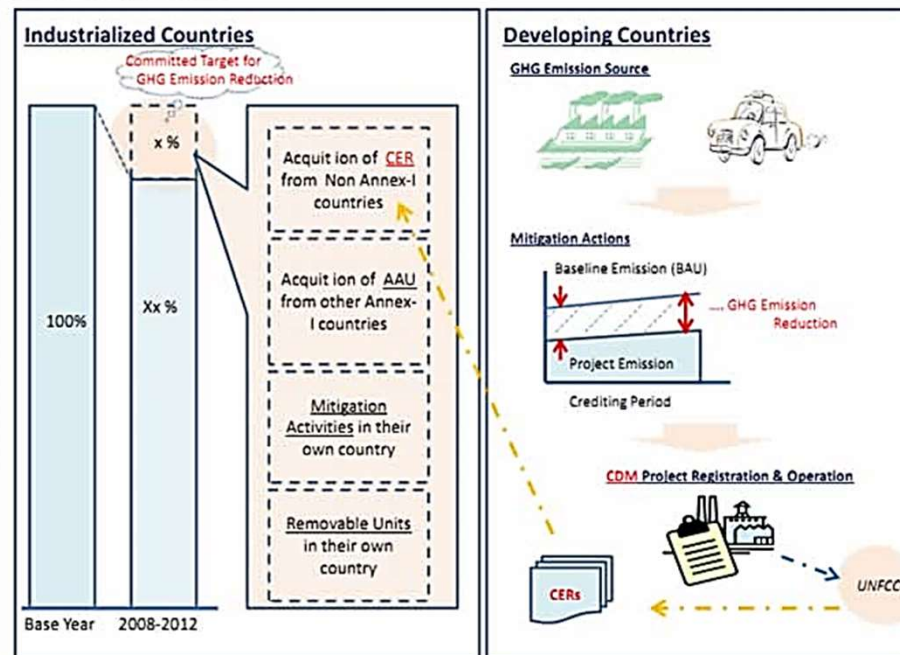 Industrialized Countries
Committed Target for
GHG Emission Reduction
x %
Xx %
100%
Base Year
2008-2012
Acquit ion of CER
from Non Annex-I
countries
Acquit ion of AAU
from other Annex-
I countries
Mitigation
Activities in their
own country
Removable Units
in their own
country
Developing Countries
GHG Emission Source
Mitigation Actions
Baseline Emission (BAU)
.... GHG Emission
Reduction
Project Emission
Crediting Period
CDM Project Registration & Operation
CERs
UNFCC